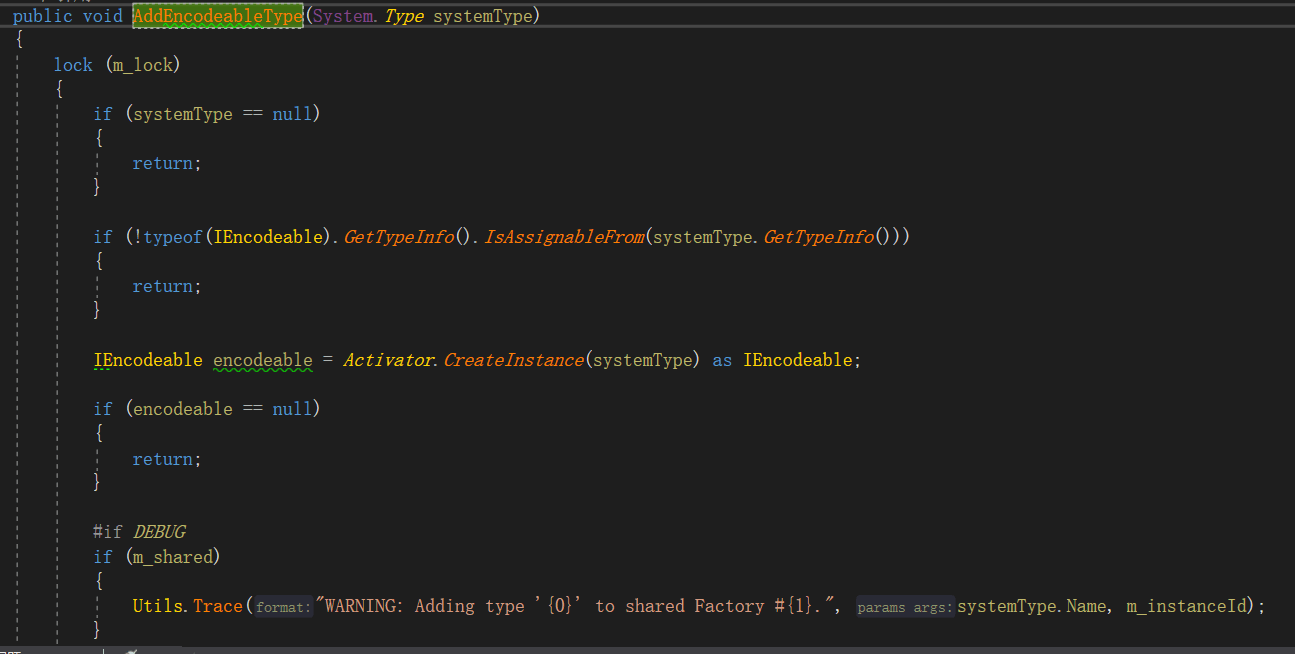 public void AddEncodeableType(System.Type systemType)
{
lock (m_lock)
{
if (systemType == null)
{
return;
}
if (!typeof(IEncodeable).GetTypeInfo().IsAssignableFrom(systemType.GetTypeInfo()))
{
return;
}
IEncodeable encodeable = Activator.CreateInstance(systemType) as IEncodeable;
if (encodeable == null)
{
return;
}
#if DEBUG
if (m_shared)
{
Utils.Trace(format:"WARNING: Adding type '{0}' to shared Factory #{1}.", params args:systemType.Name, m_instanceId);
}